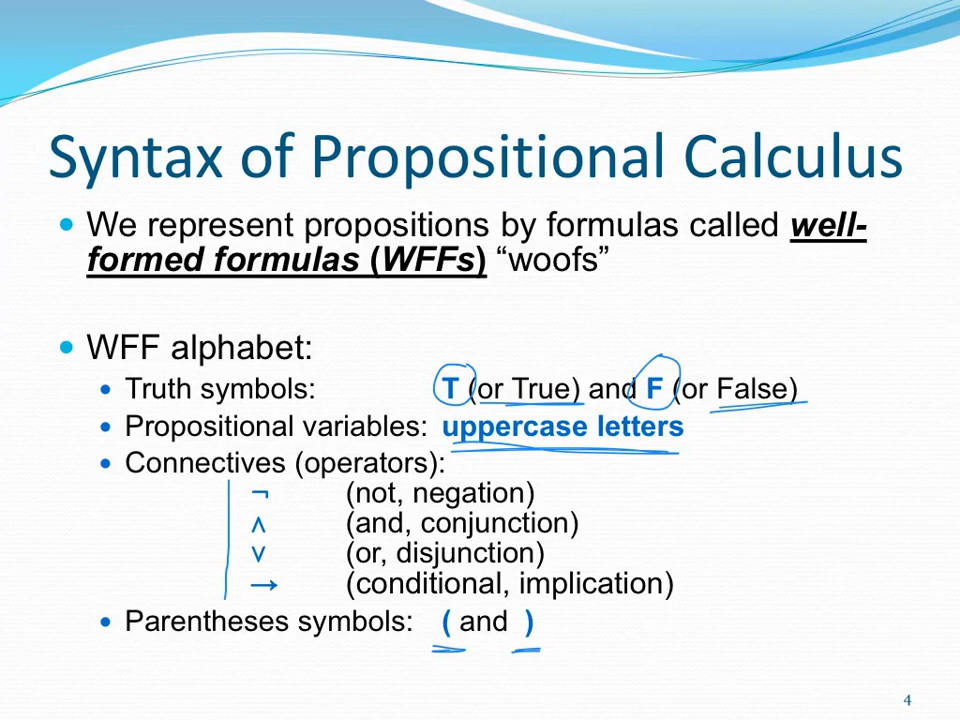 Syntax of Propositional Calculus
• We represent propositions by formulas called well-
formed formulas (WFFs) “woofs”
• WFF alphabet:
• Truth symbols: T (or True) and F (or False)
• Propositional variables: uppercase letters
• Connectives (operators):
¬ (not, negation)
∧ (and, conjunction)
∨ (or, disjunction)
→ (conditional, implication)
• Parentheses symbols: ( and )
4